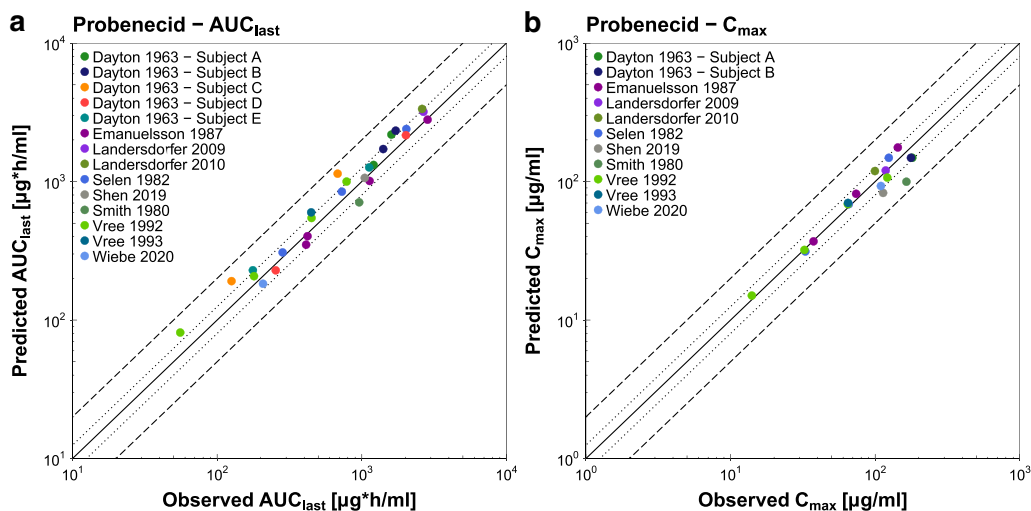 a
Probenecid − AUClast
10⁴
Dayton 1963 − Subject A
Dayton 1963 − Subject B
Dayton 1963 − Subject C
Dayton 1963 − Subject D
Dayton 1963 − Subject E
Emanuelsson 1987
Landersdorfer 2009
Landersdorfer 2010
Selen 1982
Shen 2019
Smith 1980
Vree 1992
Vree 1993
Wiebe 2020
Predicted AUClast [µg*h/ml]
10³
10²
10¹
10¹
10²
10³
10⁴
Observed AUClast [µg*h/ml]
b
Probenecid − Cmax
10³
Dayton 1963 − Subject A
Dayton 1963 − Subject B
Emanuelsson 1987
Landersdorfer 2009
Landersdorfer 2010
Selen 1982
Shen 2019
Smith 1980
Vree 1992
Vree 1993
Wiebe 2020
Predicted Cmax [µg/ml]
10²
10¹
10⁰
10⁰
10¹
10²
10³
Observed Cmax [µg/ml]